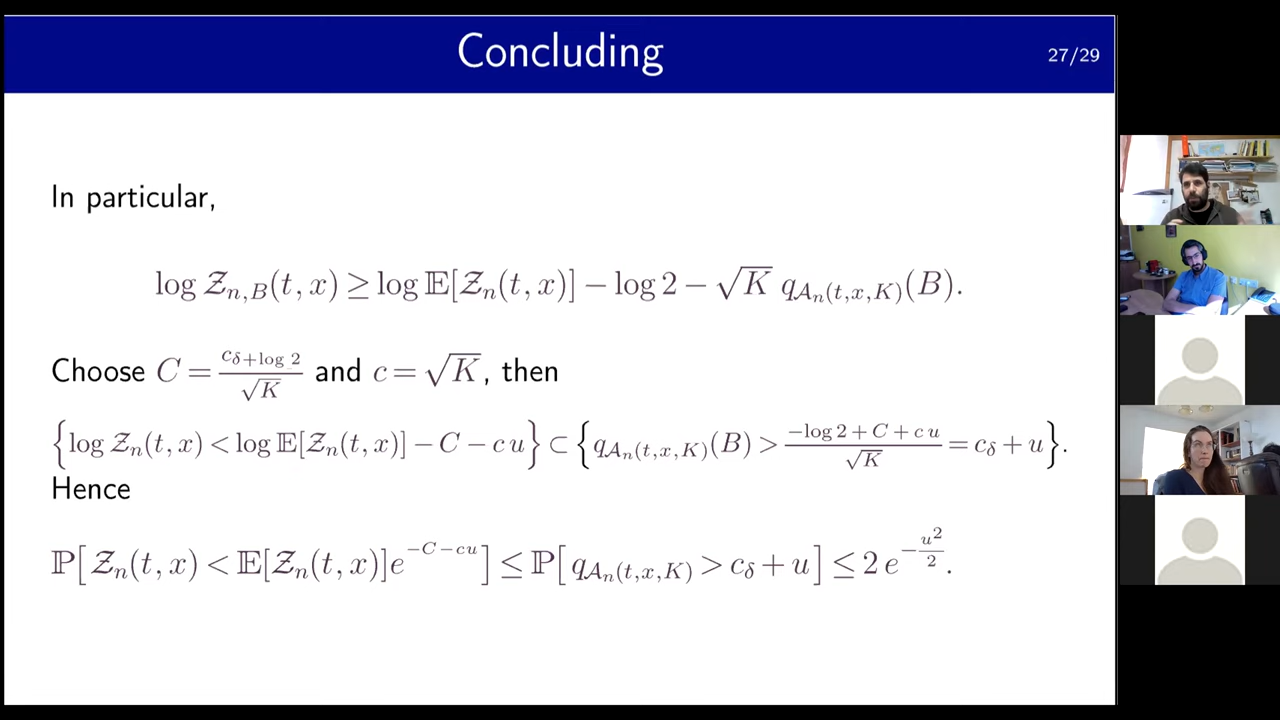 Concluding
27/29
In particular,
log 𝒵_{n,B}(t, x) ≥ log 𝔼[𝒵_n(t, x)] − log 2 − √K q_{A_n(t,x,K)}(B).
Choose C = (c_δ + log 2)/√K and c = √K, then
{log 𝒵_n(t, x) < log 𝔼[𝒵_n(t, x)] − C − c u} ⊂ {q_{A_n(t,x,K)}(B) > (−log 2 + C + c u)/√K = c_δ + u}.
Hence
ℙ[𝒵_n(t, x) < 𝔼[𝒵_n(t, x)]e^{−C−cu}] ≤ ℙ[q_{A_n(t,x,K)} > c_δ + u] ≤ 2 e^{−u²/2}.